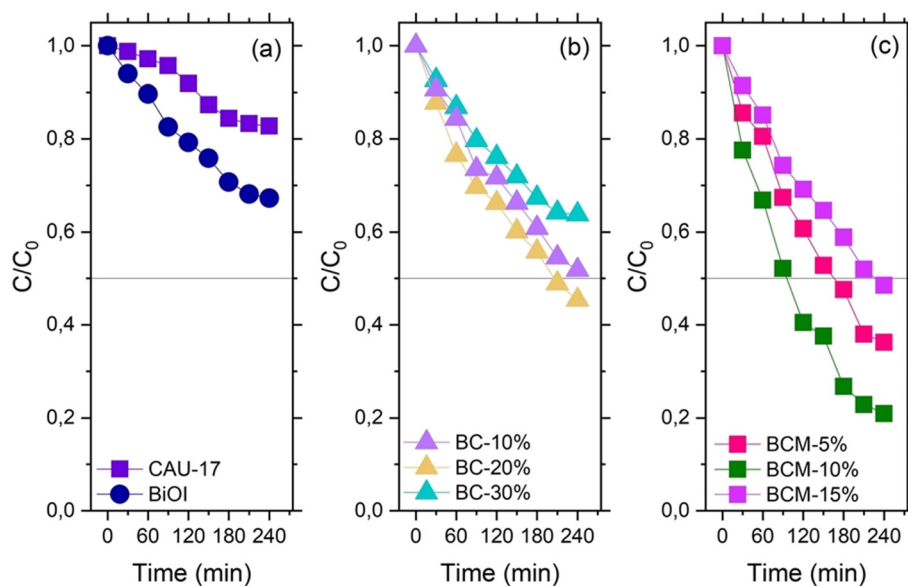 (a)
C/C0
1,0
0,8
0,6
0,4
0,2
0,0
CAU-17
BiOI
0 60 120 180 240
Time (min)
(b)
C/C0
1,0
0,8
0,6
0,4
0,2
0,0
BC-10%
BC-20%
BC-30%
0 60 120 180 240
Time (min)
(c)
C/C0
1,0
0,8
0,6
0,4
0,2
0,0
BCM-5%
BCM-10%
BCM-15%
0 60 120 180 240
Time (min)